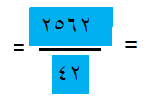 = ٢٥٦٢ =
٤٢